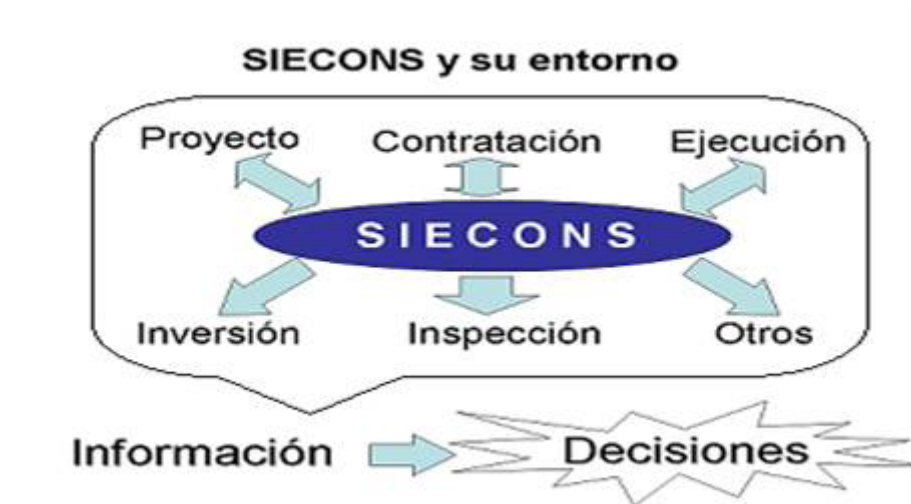 SIECONS y su entorno
Proyecto Contratación Ejecución
SIECONS
Inversión Inspección Otros
Información Decisiones